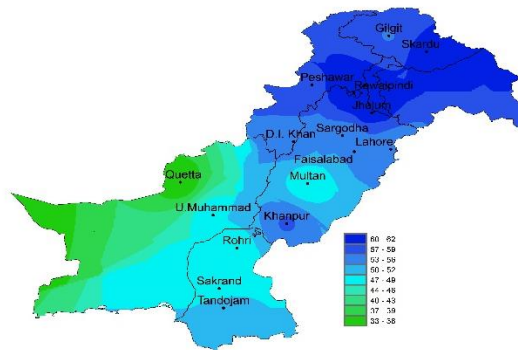 Gilgit
Skardu
Peshawar
Rawalpindi
Jhelum
D.I. Khan
Sargodha
Lahore
Faisalabad
Quetta
Multan
U.Muhammad
Khanpur
Rohri
Sakrand
Tandojam
60 - 62
57 - 59
53 - 56
50 - 52
47 - 49
44 - 46
40 - 43
37 - 39
33 - 36